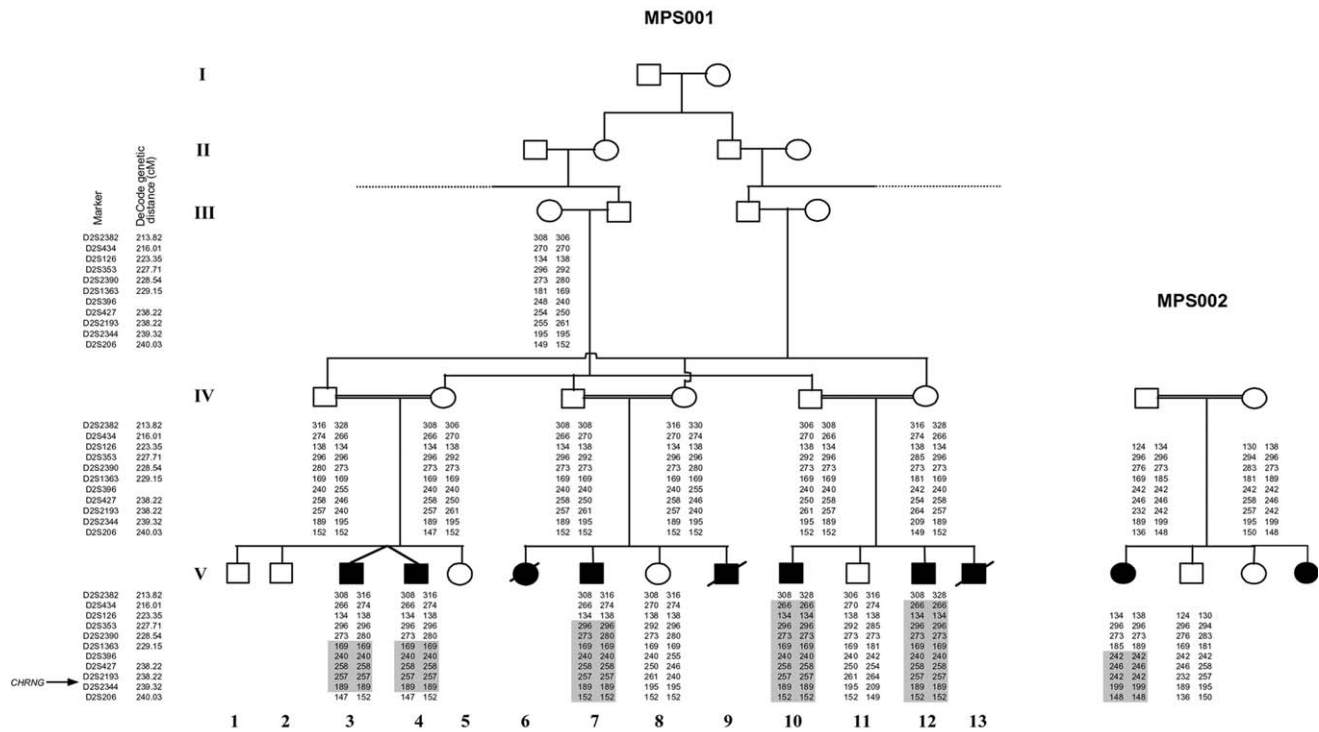 MPS001
I
II
Marker
DeCode genetic
distance (cM)
III
D2S2382 213.82 308 306
D2S434 216.01 270 270
D2S126 223.35 134 138
D2S353 227.71 296 292
D2S2390 228.54 273 280
D2S1363 229.15 181 169
D2S396 248 240
D2S427 238.22 254 250
D2S2193 238.22 255 261
D2S2344 239.32 195 195
D2S206 240.03 149 152
MPS002
IV
D2S2382 213.82 316 328 308 306 308 308 316 330 306 308 316 328
D2S434 216.01 274 266 266 270 266 270 270 274 270 266 274 266
D2S126 223.35 138 134 134 138 134 138 138 138 138 134 138 134 124 134 130 138
D2S353 227.71 296 296 296 292 296 292 296 296 292 296 285 296 296 296 294 296
D2S2390 228.54 280 273 273 273 273 273 273 280 273 273 273 273 276 273 283 273
D2S1363 229.15 169 169 169 169 169 169 169 169 169 169 181 169 169 185 181 189
D2S396 240 255 240 240 240 240 240 255 240 240 242 240 242 242 242 242
D2S427 238.22 258 246 258 250 258 250 258 246 250 258 254 258 246 246 258 246
D2S2193 238.22 257 240 257 261 257 261 257 240 261 257 264 257 232 242 257 242
D2S2344 239.32 189 195 189 195 189 195 189 195 195 189 209 189 189 199 195 199
D2S206 240.03 152 152 147 152 152 152 152 152 152 152 149 152 136 148 150 148
V
D2S2382 213.82 308 316 308 316 308 316 308 316 308 328 306 316 308 328
D2S434 216.01 266 274 266 274 266 274 270 274 266 266 270 274 266 266
D2S126 223.35 134 138 134 138 134 138 138 138 134 134 138 138 134 134 134 138 124 130
D2S353 227.71 296 296 296 296 296 296 292 296 296 296 292 285 296 296 296 296 296 294
D2S2390 228.54 273 280 273 280 273 280 273 280 273 273 273 273 273 273 273 273 276 283
D2S1363 229.15 169 169 169 169 169 169 169 169 169 169 169 181 169 169 185 189 169 181
D2S396 240 240 240 240 240 240 240 255 240 240 240 242 240 240 242 242 242 242
D2S427 238.22 258 258 258 258 258 258 250 246 258 258 250 254 258 258 246 246 246 258
D2S2193 238.22 257 257 257 257 257 257 261 240 257 257 261 264 257 257 242 242 232 257
CHRNG
D2S2344 239.32 189 189 189 189 189 189 195 195 189 189 195 209 189 189 199 199 189 195
D2S206 240.03 147 152 147 152 152 152 152 152 152 152 152 149 152 152 148 148 136 150
1 2 3 4 5 6 7 8 9 10 11 12 13